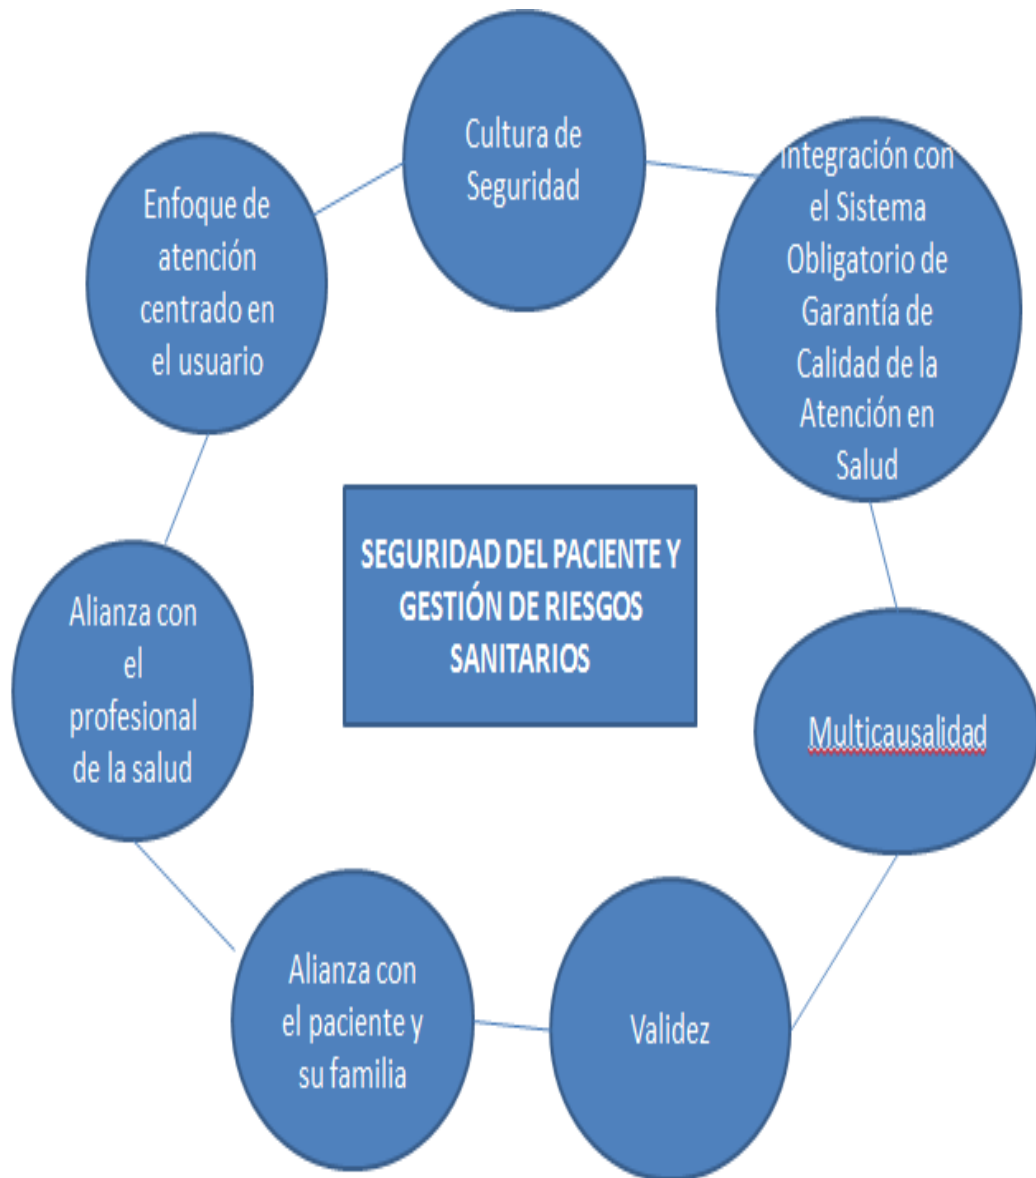 Cultura de
Seguridad
Integración con
el Sistema
Obligatorio de
Garantía de
Calidad de la
Atención en
Salud
Multicausalidad
Validez
Alianza con
el paciente y
su familia
Alianza con
el
profesional
de la salud
Enfoque de
atención
centrado en
el usuario
SEGURIDAD DEL PACIENTE Y
GESTIÓN DE RIESGOS
SANITARIOS